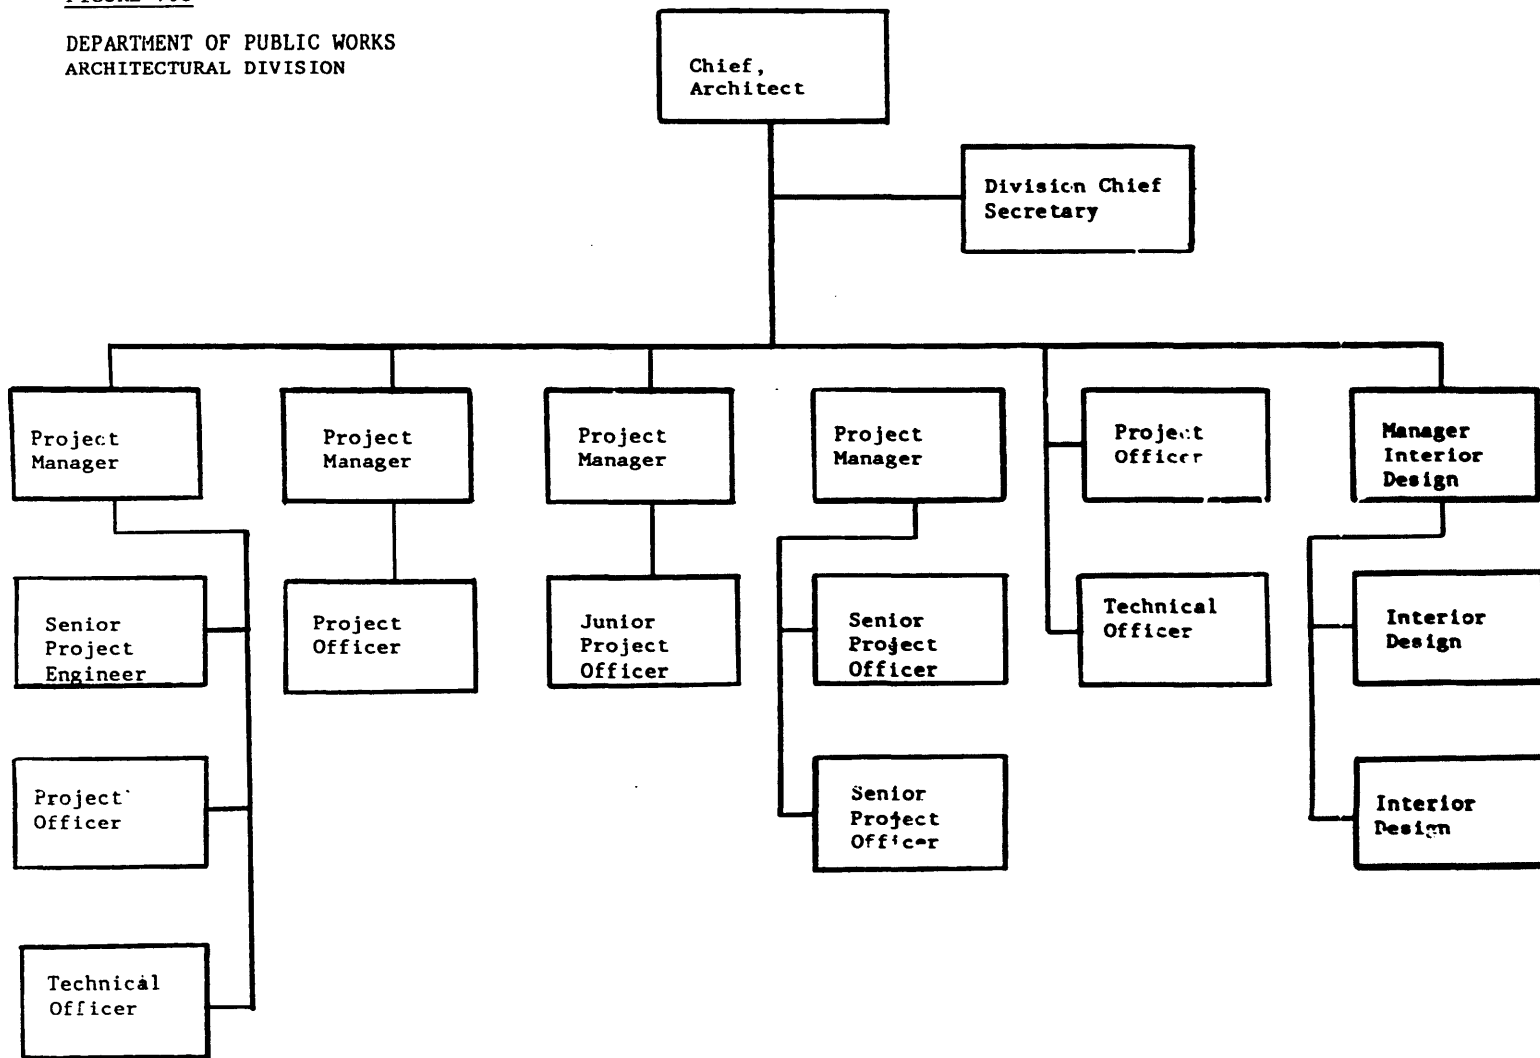 DEPARTMENT OF PUBLIC WORKS
ARCHITECTURAL DIVISION
Chief,
Architect
Division Chief
Secretary
Project
Manager
Project
Manager
Project
Manager
Project
Manager
Project
Officer
Manager
Interior
Design
Senior
Project
Engineer
Project
Officer
Junior
Project
Officer
Senior
Project
Officer
Technical
Officer
Interior
Design
Project
Officer
Senior
Project
Officer
Interior
Design
Technical
Officer